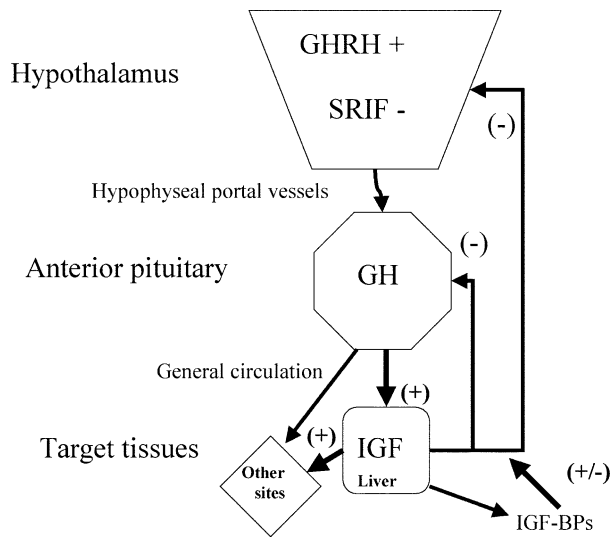 GHRH +
Hypothalamus
SRIF -
(-)
Hypophyseal portal vessels
(-)
Anterior pituitary
GH
General circulation
(+)
(+)
Target tissues
IGF
Other
sites
Liver
(+/-)
IGF-BPs